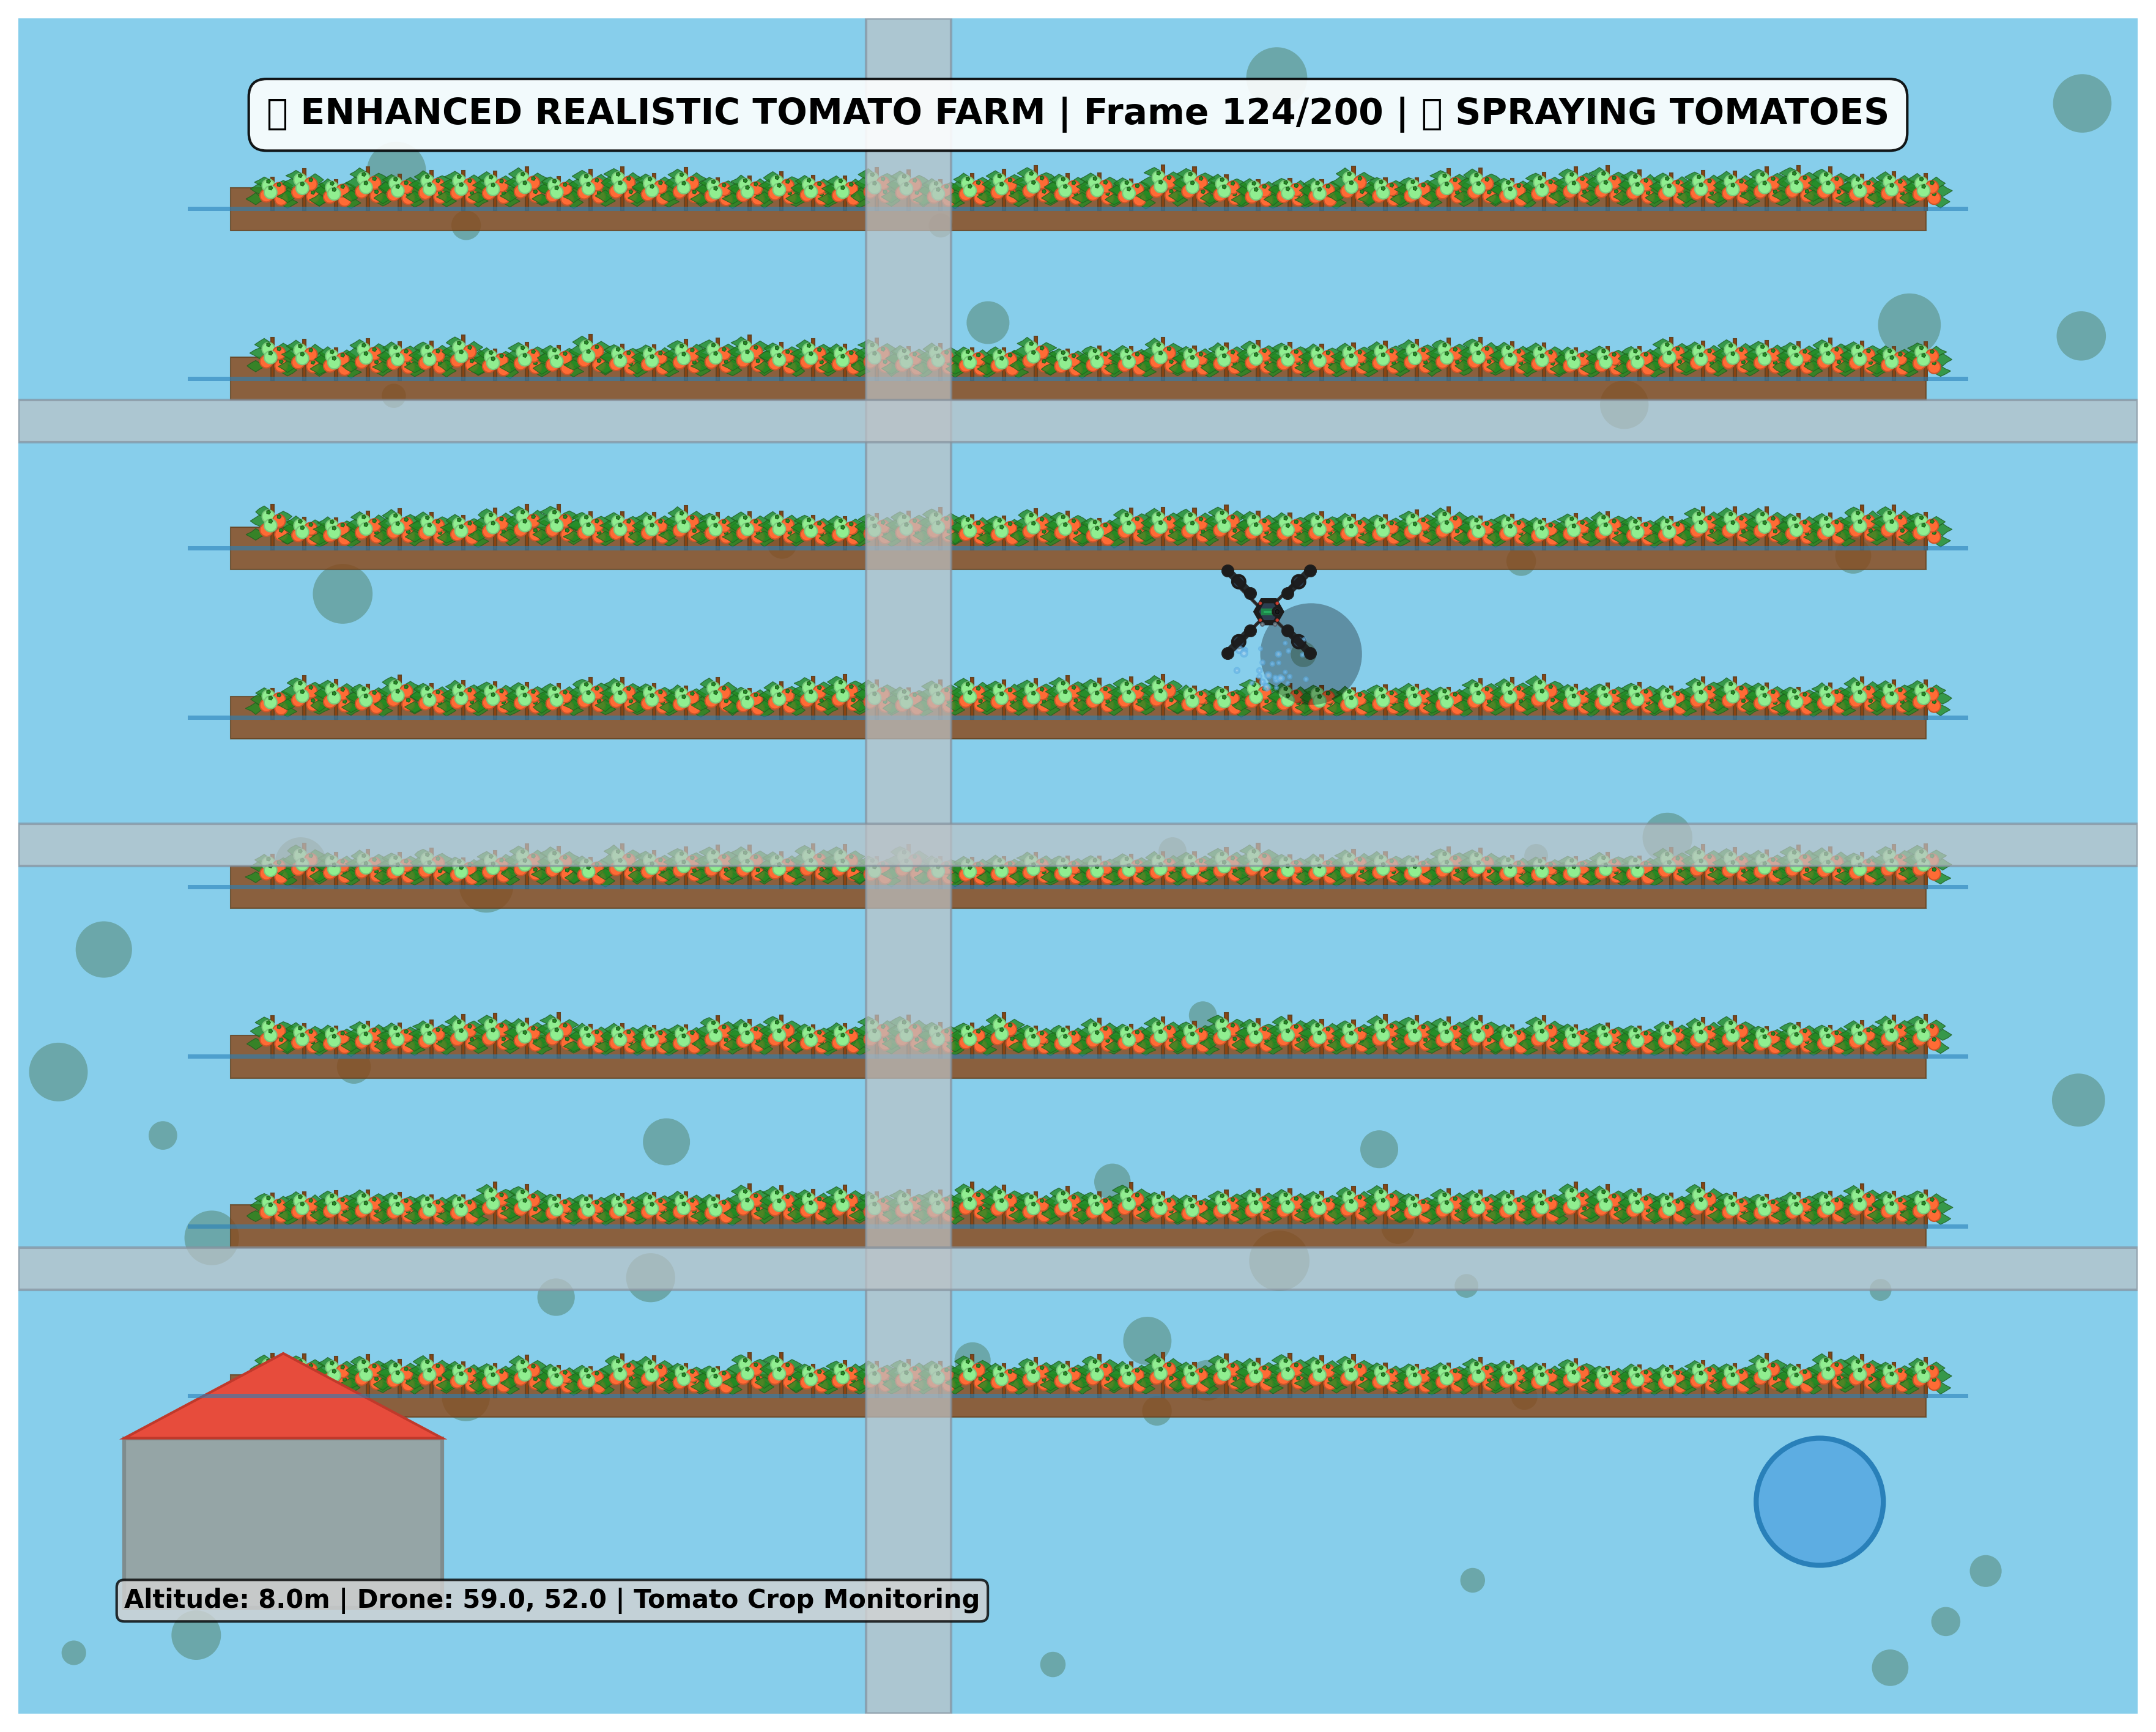 ▯ ENHANCED REALISTIC TOMATO FARM | Frame 124/200 | ▯ SPRAYING TOMATOES
Altitude: 8.0m | Drone: 59.0, 52.0 | Tomato Crop Monitoring